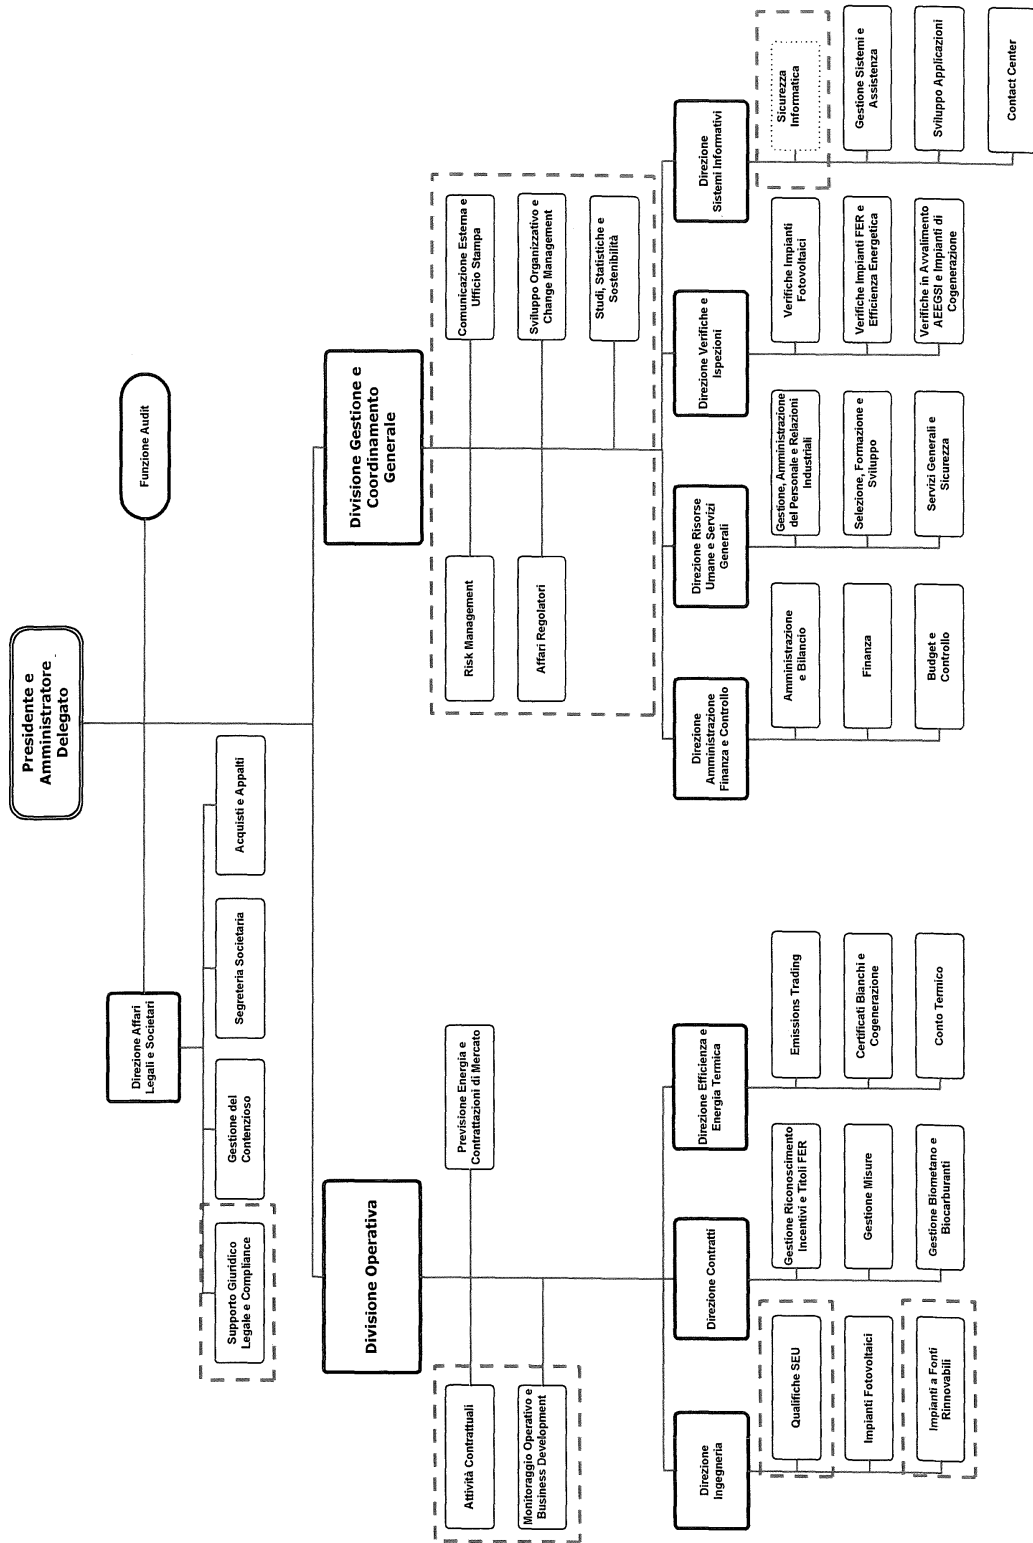 Presidente e
Amministratore
Delegato
Funzione Audit
Direzione Affari
Legali e Societari
Supporto Giuridico
Legale e Compliance
Gestione del
Contenzioso
Segreteria Societaria
Acquisti e Appalti
Divisione Operativa
Divisione Gestione e
Coordinamento
Generale
Attività Contrattuali
Previsione Energia e
Contrattazioni di Mercato
Monitoraggio Operativo e
Business Development
Risk Management
Comunicazione Esterna e
Ufficio Stampa
Affari Regolatori
Sviluppo Organizzativo e
Change Management
Studi, Statistiche e
Sostenibilità
Direzione
Ingegneria
Qualifiche SEU
Impianti Fotovoltaici
Impianti a Fonti
Rinnovabili
Direzione Contratti
Gestione Riconoscimento
Incentivi e Titoli FER
Gestione Misure
Gestione Biometano e
Biocarburanti
Direzione Efficienza e
Energia Termica
Emissions Trading
Certificati Bianchi e
Cogenerazione
Conto Termico
Direzione
Amministrazione
Finanza e Controllo
Amministrazione
e Bilancio
Finanza
Budget e
Controllo
Direzione Risorse
Umane e Servizi
Generali
Gestione, Amministrazione
del Personale e Relazioni
Industriali
Selezione, Formazione e
Sviluppo
Servizi Generali e
Sicurezza
Direzione Verifiche e
Ispezioni
Verifiche Impianti
Fotovoltaici
Verifiche Impianti FER e
Efficienza Energetica
Verifiche in Avvalimento
AEEGSI e Impianti di
Cogenerazione
Direzione
Sistemi Informativi
Sicurezza
Informatica
Gestione Sistemi e
Assistenza
Sviluppo Applicazioni
Contact Center